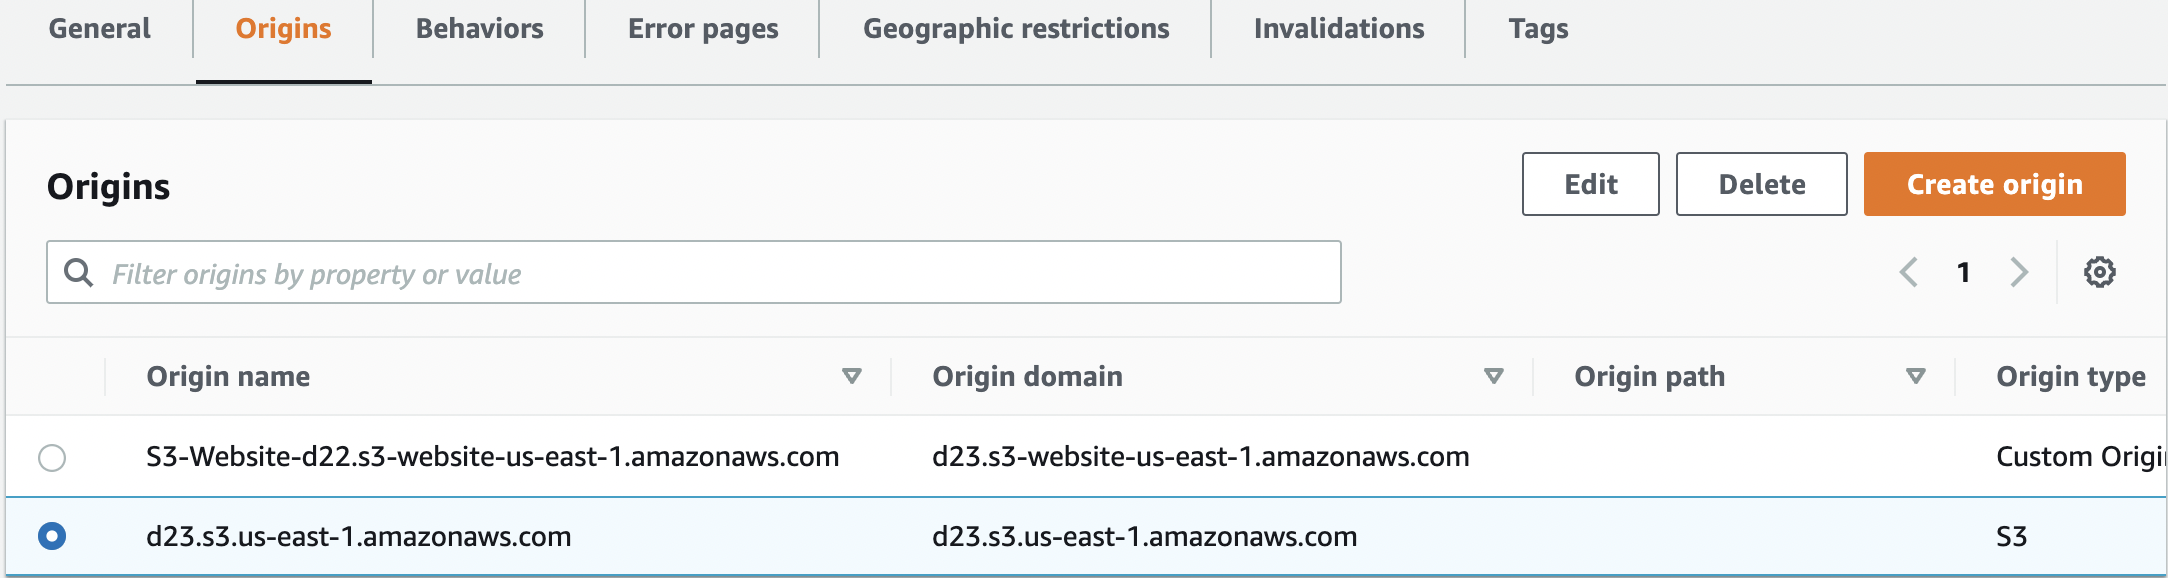 General Origins Behaviors Error pages Geographic restrictions Invalidations Tags
Origins Edit Delete Create origin
Filter origins by property or value 1
Origin name Origin domain Origin path Origin type
S3-Website-d22.s3-website-us-east-1.amazonaws.com d23.s3-website-us-east-1.amazonaws.com Custom Origi
d23.s3.us-east-1.amazonaws.com d23.s3.us-east-1.amazonaws.com S3